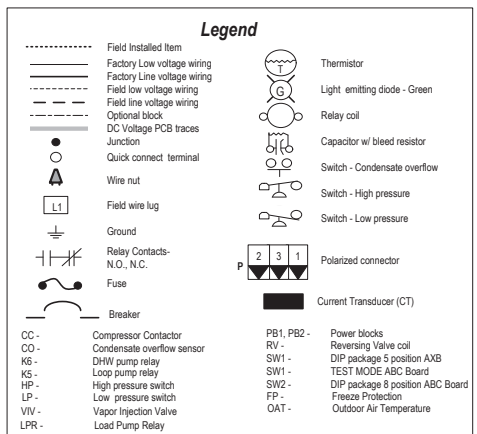 Legend
Field Installed Item
Factory Low voltage wiring
Factory Line voltage wiring
Field low voltage wiring
Field line voltage wiring
Optional block
DC Voltage PCB traces
Junction
Quick connect terminal
Wire nut
L1
Field wire lug
Ground
Relay Contacts-
N.O., N.C.
Fuse
Breaker
T
Thermistor
G
Light emitting diode - Green
Relay coil
Capacitor w/ bleed resistor
Switch - Condensate overflow
Switch - High pressure
Switch - Low pressure
P
2 3 1
Polarized connector
Current Transducer (CT)
CC - Compressor Contactor
CO - Condensate overflow sensor
K6 - DHW pump relay
K5 - Loop pump relay
HP - High pressure switch
LP - Low pressure switch
VIV - Vapor Injection Valve
LPR - Load Pump Relay
PB1, PB2 - Power blocks
RV - Reversing Valve coil
SW1 - DIP package 5 position AXB
SW1 - TEST MODE ABC Board
SW2 - DIP package 8 position ABC Board
FP - Freeze Protection
OAT - Outdoor Air Temperature